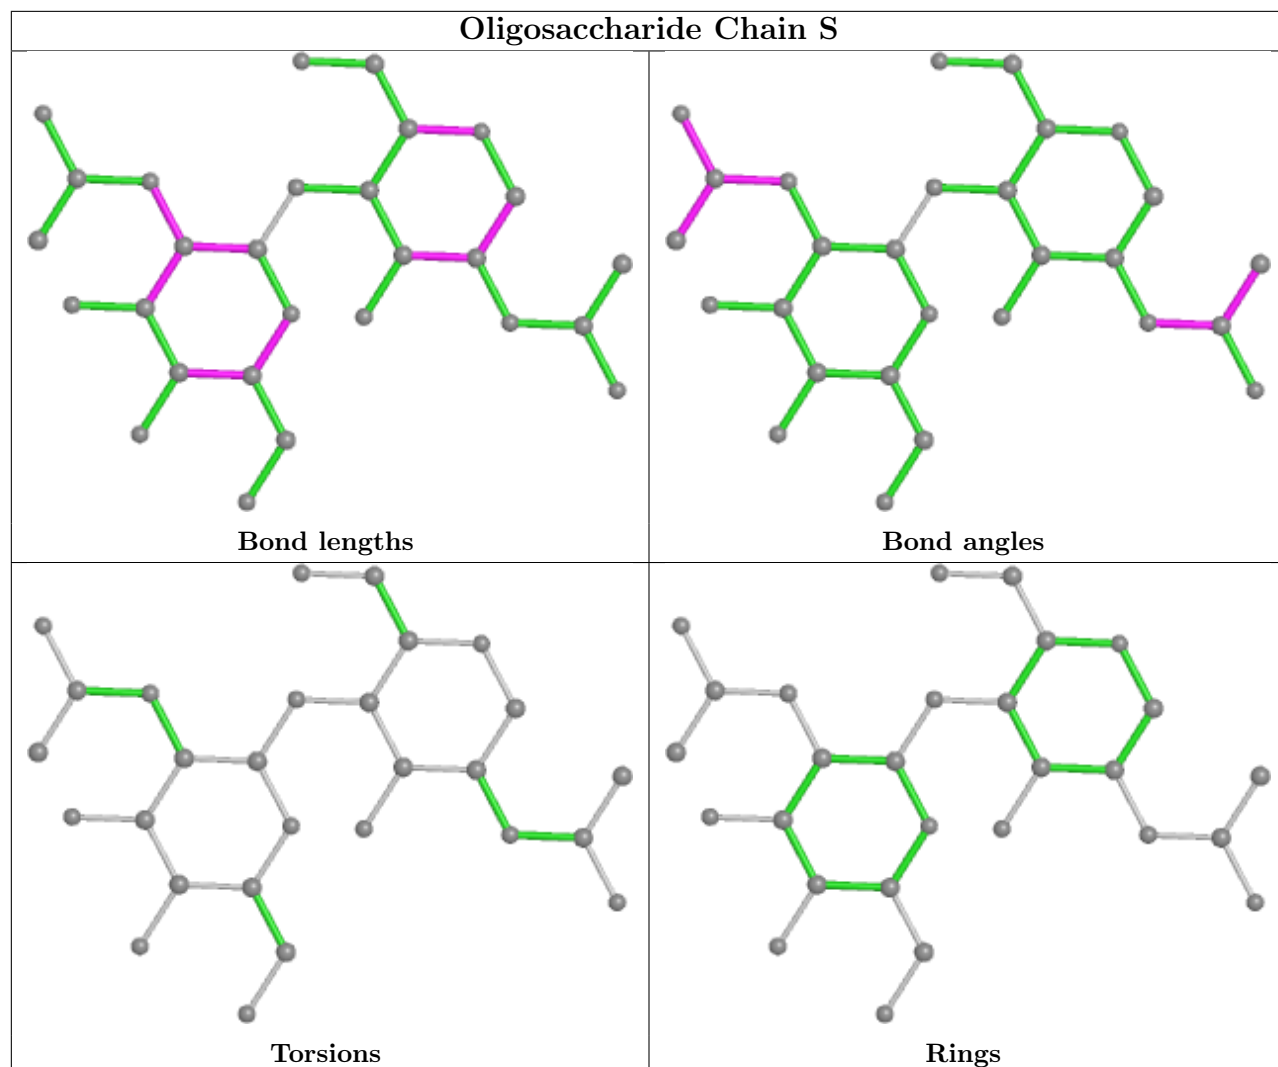 Oligosaccharide Chain S
Bond lengths
Bond angles
Torsions
Rings